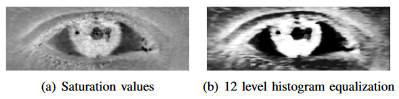 (a) Saturation values
(b) 12 level histogram equalization